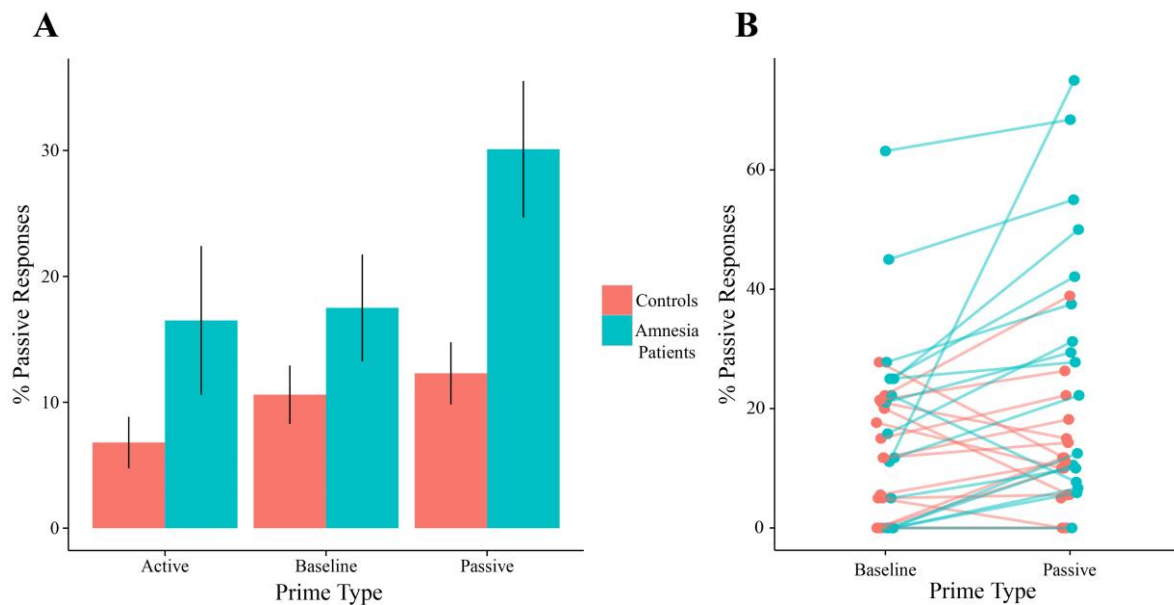 A
% Passive Responses
30
20
10
0
Active
Baseline
Passive
Prime Type
Controls
Amnesia
Patients
B
% Passive Responses
60
40
20
0
Baseline
Passive
Prime Type